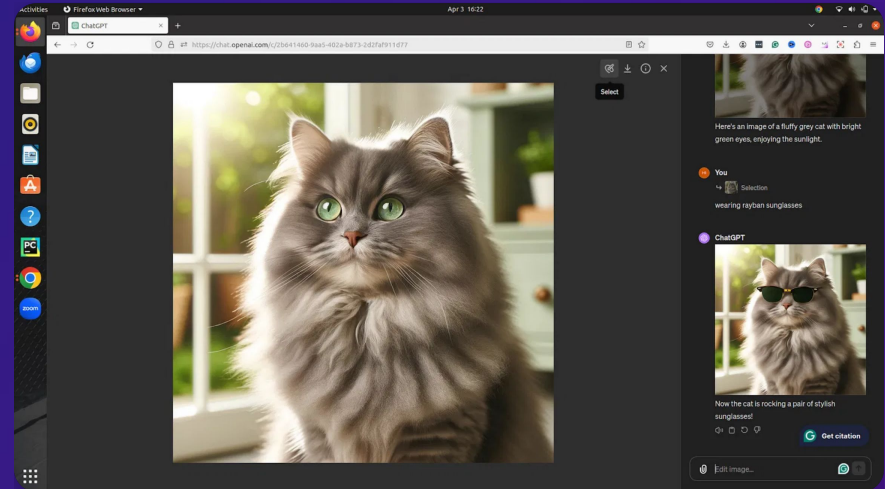 Activities
Firefox Web Browser
Apr 3 16:22
ChatGPT
https://chat.openai.com/c/2b641460-9aa5-402a-b873-2d2faf911d77
Select
Here's an image of a fluffy grey cat with bright
green eyes, enjoying the sunlight.
You
Selection
wearing rayban sunglasses
ChatGPT
Now the cat is rocking a pair of stylish
sunglasses!
G Get citation
Edit image...
PC
zoom